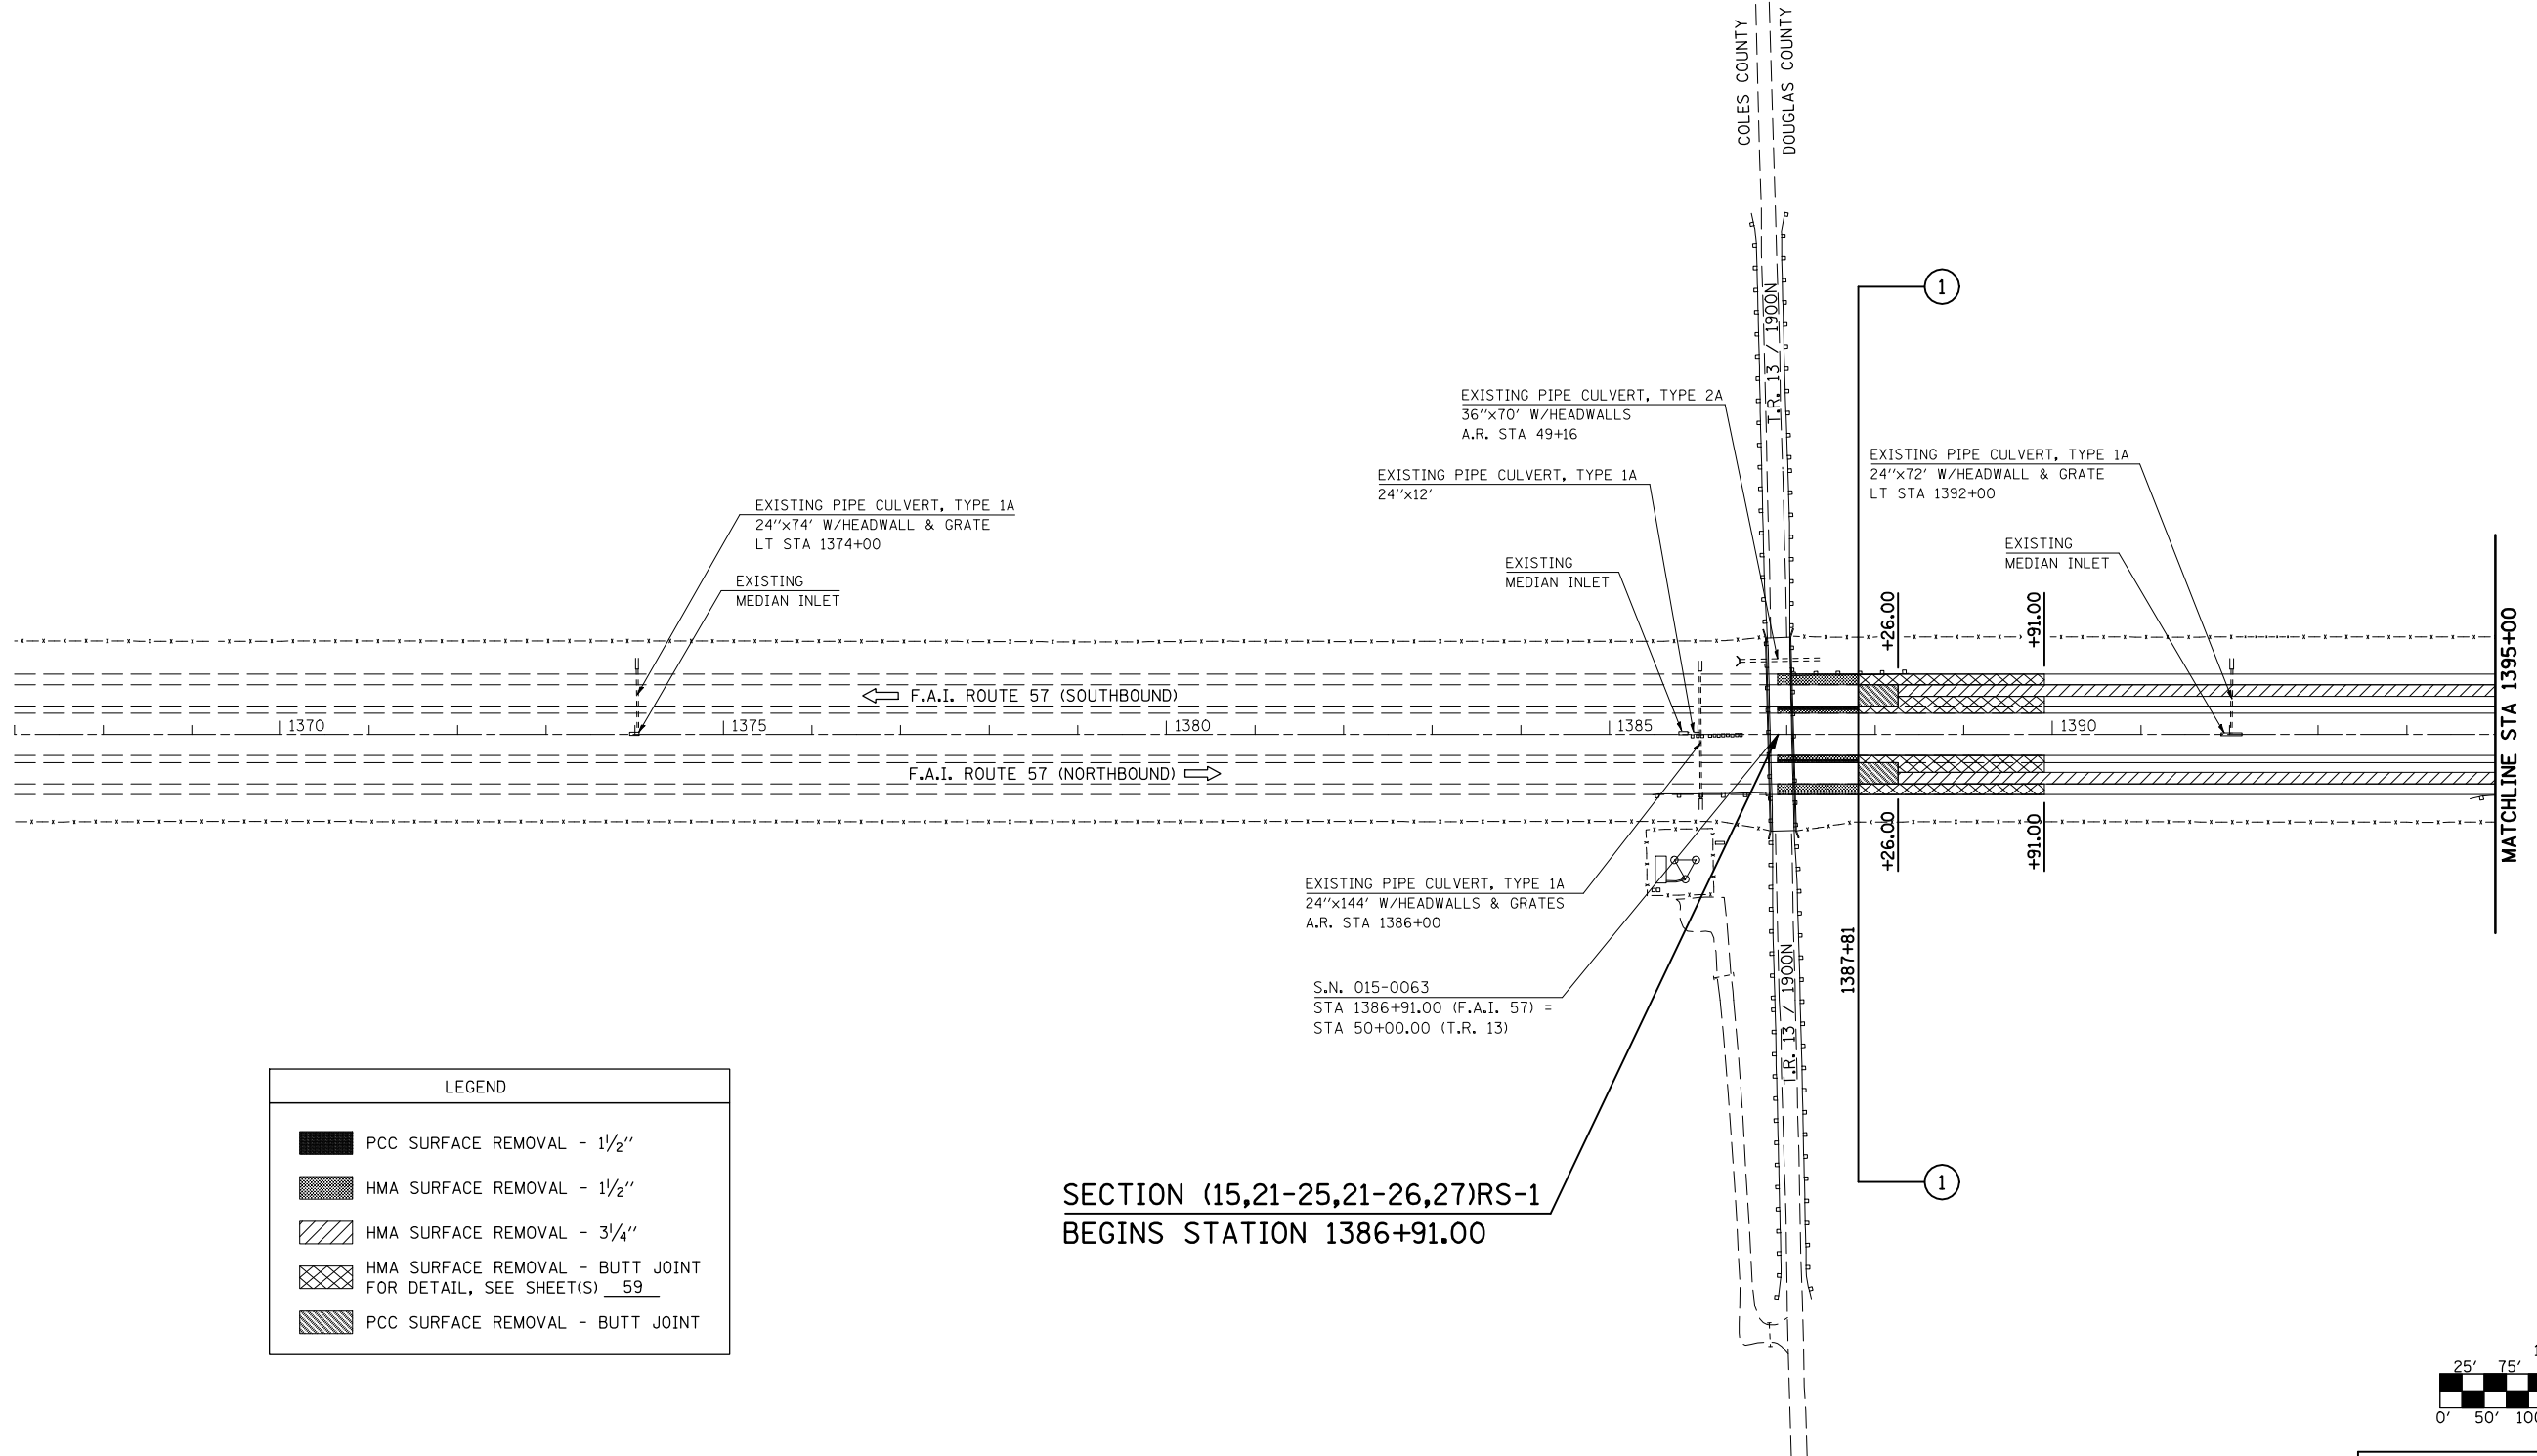 COLES COUNTY
DOUGLAS COUNTY
1
T.R. 13 / 1900N
EXISTING PIPE CULVERT, TYPE 2A
36''x70' W/HEADWALLS
A.R. STA 49+16
EXISTING PIPE CULVERT, TYPE 1A
24''x12'
EXISTING PIPE CULVERT, TYPE 1A
24''x72' W/HEADWALL & GRATE
LT STA 1392+00
EXISTING PIPE CULVERT, TYPE 1A
24''x74' W/HEADWALL & GRATE
LT STA 1374+00
EXISTING
MEDIAN INLET
EXISTING
MEDIAN INLET
EXISTING
MEDIAN INLET
+26.00
+91.00
MATCHLINE STA 1395+00
F.A.I. ROUTE 57 (SOUTHBOUND)
1370
1375
1380
1385
1390
F.A.I. ROUTE 57 (NORTHBOUND)
+26.00
+91.00
EXISTING PIPE CULVERT, TYPE 1A
24''x144' W/HEADWALLS & GRATES
A.R. STA 1386+00
1387+81
T.R. 13 / 1900N
S.N. 015-0063
STA 1386+91.00 (F.A.I. 57) =
STA 50+00.00 (T.R. 13)
SECTION (15,21-25,21-26,27)RS-1
BEGINS STATION 1386+91.00
1
LEGEND
PCC SURFACE REMOVAL - 1½''
HMA SURFACE REMOVAL - 1½''
HMA SURFACE REMOVAL - 3¼''
HMA SURFACE REMOVAL - BUTT JOINT
FOR DETAIL, SEE SHEET(S) 59
PCC SURFACE REMOVAL - BUTT JOINT
25' 75'
0' 50'